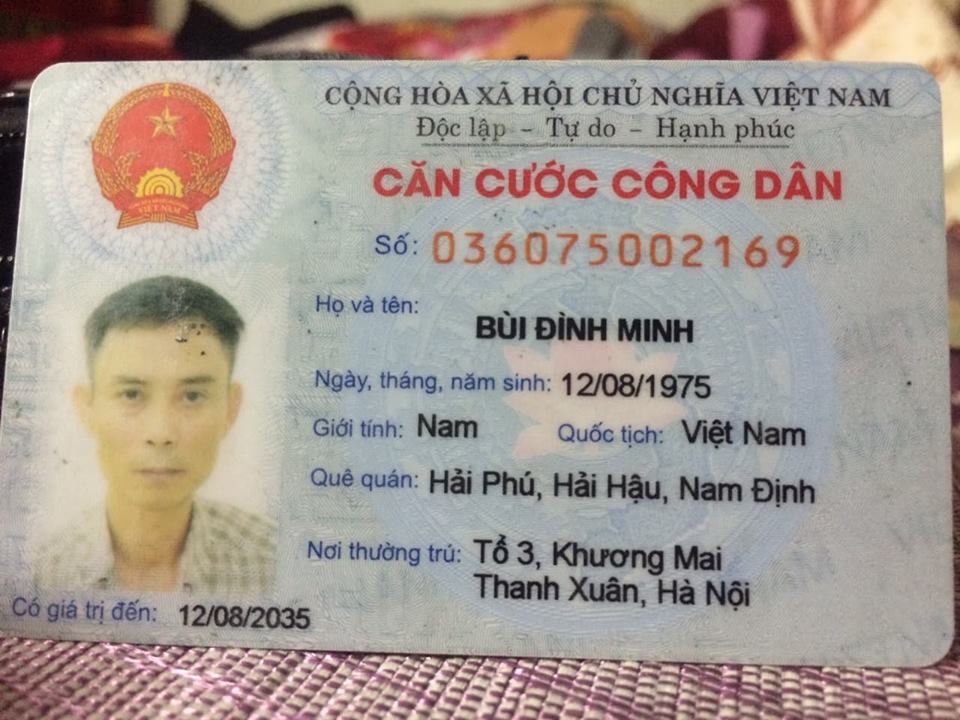 CỘNG HÒA XÃ HỘI CHỦ NGHĨA VIỆT NAM
Độc lập - Tự do - Hạnh phúc
CĂN CƯỚC CÔNG DÂN
Số: 036075002169
Họ và tên:
BÙI ĐÌNH MINH
Ngày, tháng, năm sinh: 12/08/1975
Giới tính: Nam Quốc tịch: Việt Nam
Quê quán: Hải Phú, Hải Hậu, Nam Định
Nơi thường trú: Tổ 3, Khương Mai
Thanh Xuân, Hà Nội
Có giá trị đến: 12/08/2035